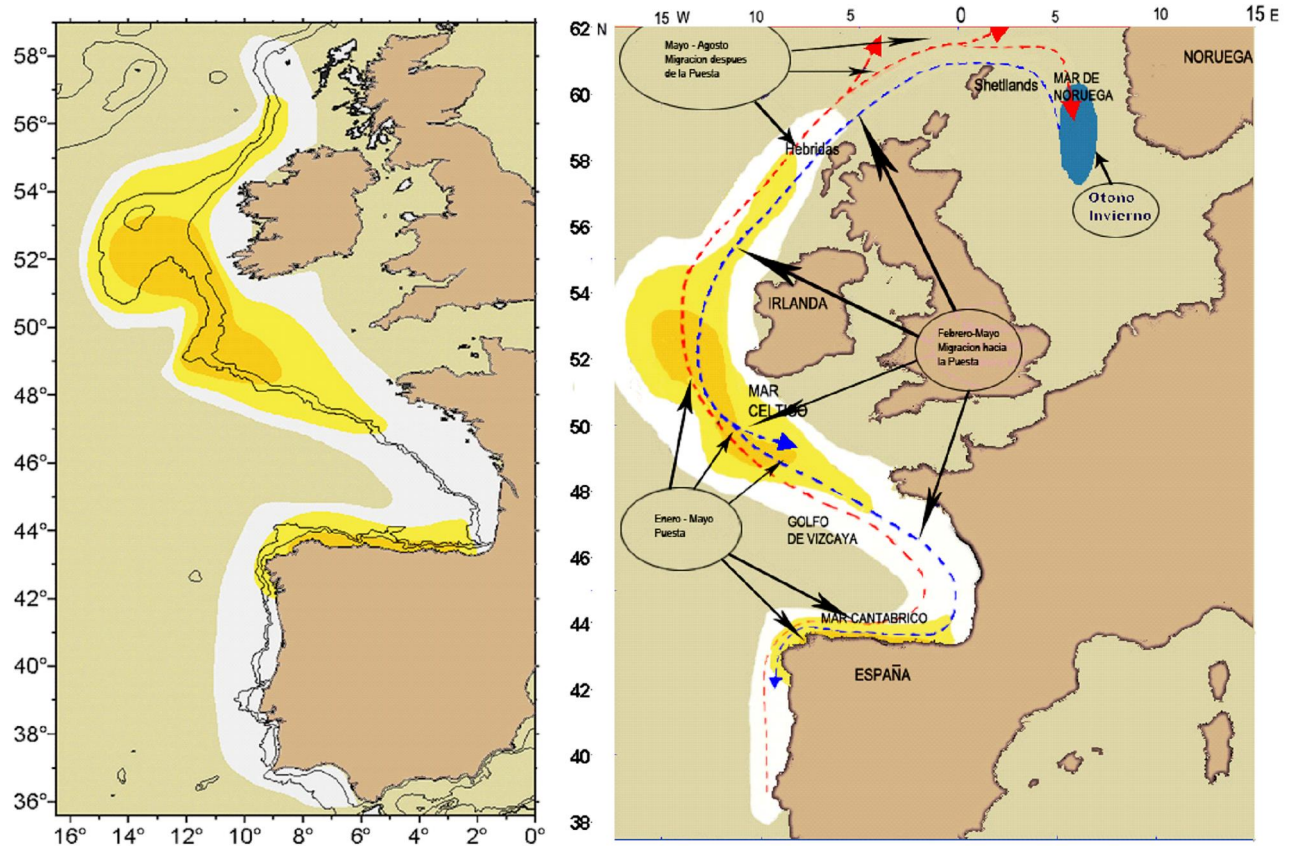 58°
56°
54°
52°
50°
48°
46°
44°
42°
40°
38°
36°
16° 14° 12° 10° 8° 6° 4° 2° 0°
15 W 10 5 0 5 10 15 E
62 N
60
58
56
54
52
50
48
46
44
42
40
38
Mayo - Agosto
Migracion despues
de la Puesta
NORUEGA
Shetllands
MAR DE
NORUEGA
Hebridas
Otono
Invierno
IRLANDA
Febrero-Mayo
Migracion hacia
la Puesta
MAR
CELTICO
Enero - Mayo
Puesta
GOLFO
DE VIZCAYA
MAR CANTABRICO
ESPAÑA